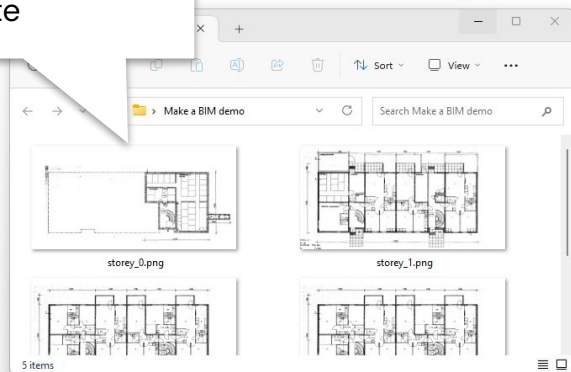 Sort
View
Make a BIM demo
Search Make a BIM demo
storey_0.png
storey_1.png
5 items